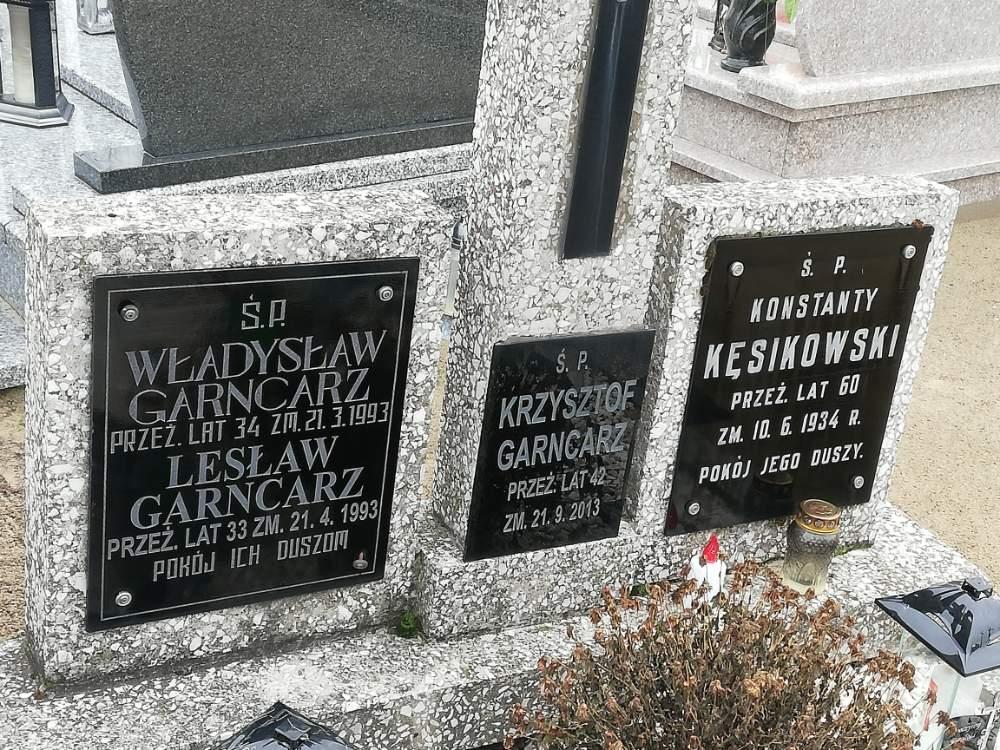 Ś.P.
WŁADYSŁAW
GARNCARZ
PRZEŻ. LAT 34 ZM. 21.3.1993
LESŁAW
GARNCARZ
PRZEŻ. LAT 33 ZM. 21. 4. 1993
POKÓJ ICH DUSZOM
Ś. P.
KRZYSZTOF
GARNCARZ
PRZEŻ. LAT 42
ZM. 21. 9. 2013
Ś. P.
KONSTANTY
KĘSIKOWSKI
PRZEŻ. LAT 60
ZM. 10. 6. 1934 R.
POKÓJ JEGO DUSZY.